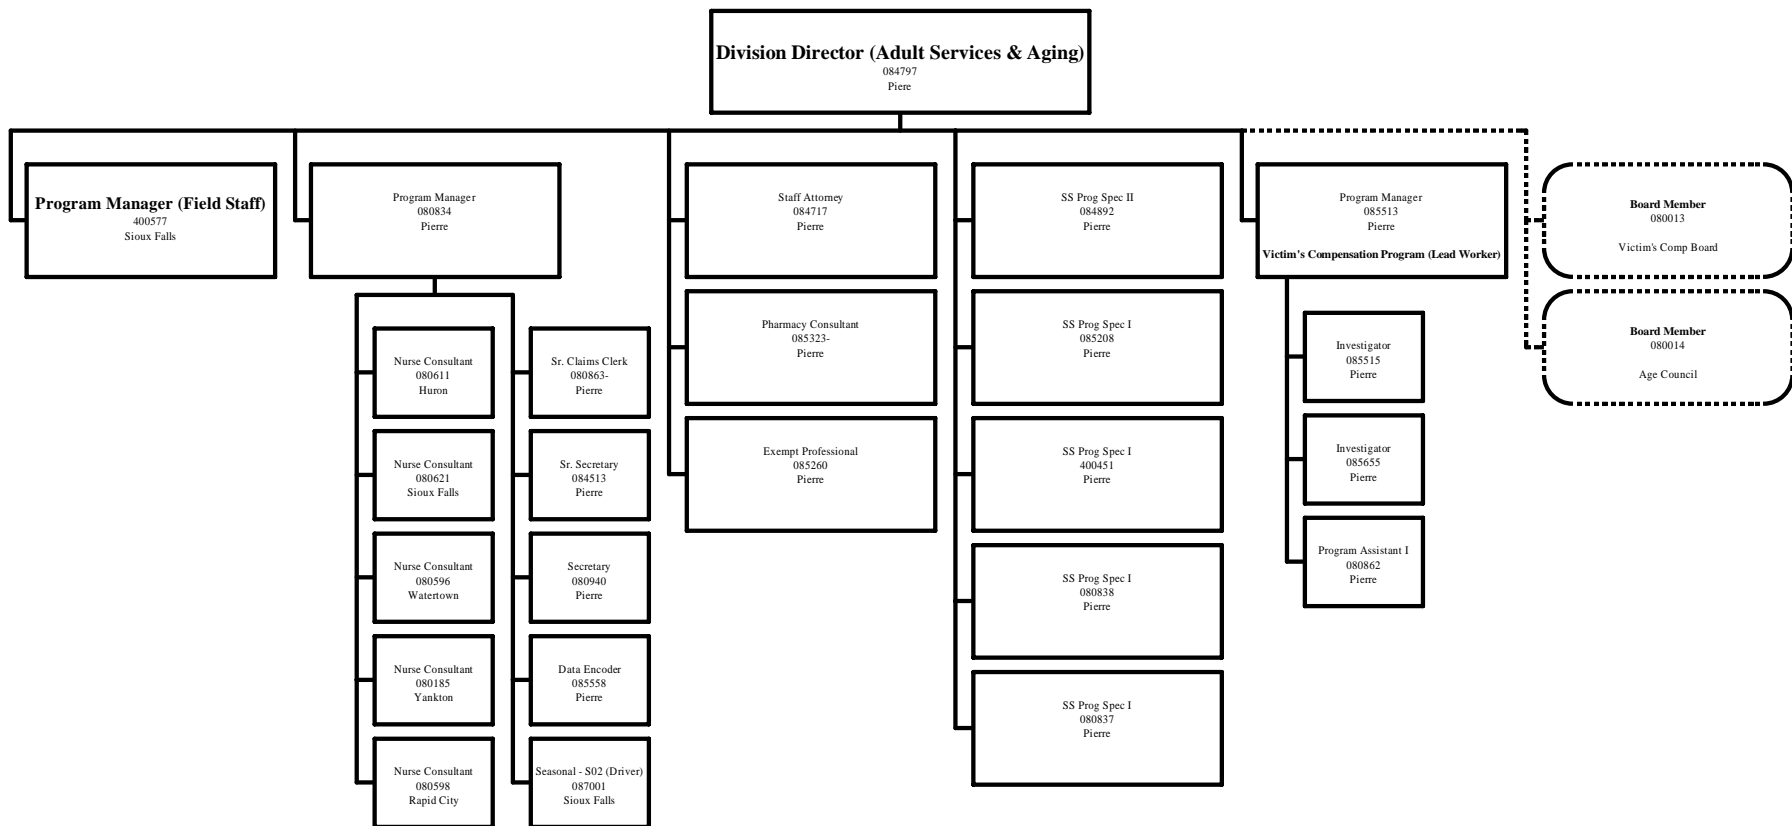 Division Director (Adult Services & Aging)
084797
Piere
Program Manager (Field Staff)
400577
Sioux Falls
Program Manager
080834
Pierre
Nurse Consultant
080611
Huron
Nurse Consultant
080621
Sioux Falls
Nurse Consultant
080596
Watertown
Nurse Consultant
080185
Yankton
Nurse Consultant
080598
Rapid City
Sr. Claims Clerk
080863-
Pierre
Sr. Secretary
084513
Pierre
Secretary
080940
Pierre
Data Encoder
085558
Pierre
Seasonal - S02 (Driver)
087001
Sioux Falls
Staff Attorney
084717
Pierre
Pharmacy Consultant
085323-
Pierre
Exempt Professional
085260
Pierre
SS Prog Spec II
084892
Pierre
SS Prog Spec I
085208
Pierre
SS Prog Spec I
400451
Pierre
SS Prog Spec I
080838
Pierre
SS Prog Spec I
080837
Pierre
Program Manager
085513
Pierre
Victim's Compensation Program (Lead Worker)
Investigator
085515
Pierre
Investigator
085655
Pierre
Program Assistant I
080862
Pierre
Board Member
080013
Victim's Comp Board
Board Member
080014
Age Council